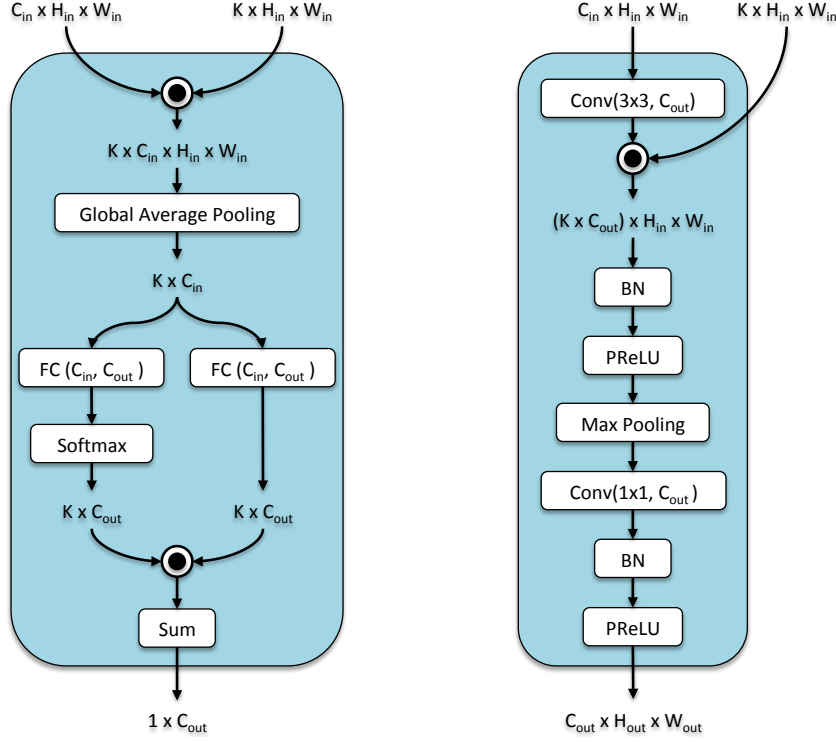 C_in x H_in x W_in
K x H_in x W_in
K x C_in x H_in x W_in
Global Average Pooling
K x C_in
FC (C_in, C_out )
FC (C_in, C_out )
Softmax
K x C_out
K x C_out
Sum
1 x C_out
C_in x H_in x W_in
K x H_in x W_in
Conv(3x3, C_out)
(K x C_out) x H_in x W_in
BN
PReLU
Max Pooling
Conv(1x1, C_out )
BN
PReLU
C_out x H_out x W_out